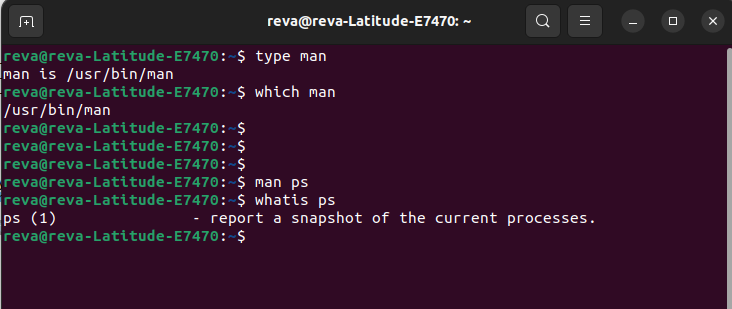 reva@reva-Latitude-E7470: ~
reva@reva-Latitude-E7470:~$ type man
man is /usr/bin/man
reva@reva-Latitude-E7470:~$ which man
/usr/bin/man
reva@reva-Latitude-E7470:~$
reva@reva-Latitude-E7470:~$
reva@reva-Latitude-E7470:~$
reva@reva-Latitude-E7470:~$ man ps
reva@reva-Latitude-E7470:~$ whatis ps
ps (1)               - report a snapshot of the current processes.
reva@reva-Latitude-E7470:~$